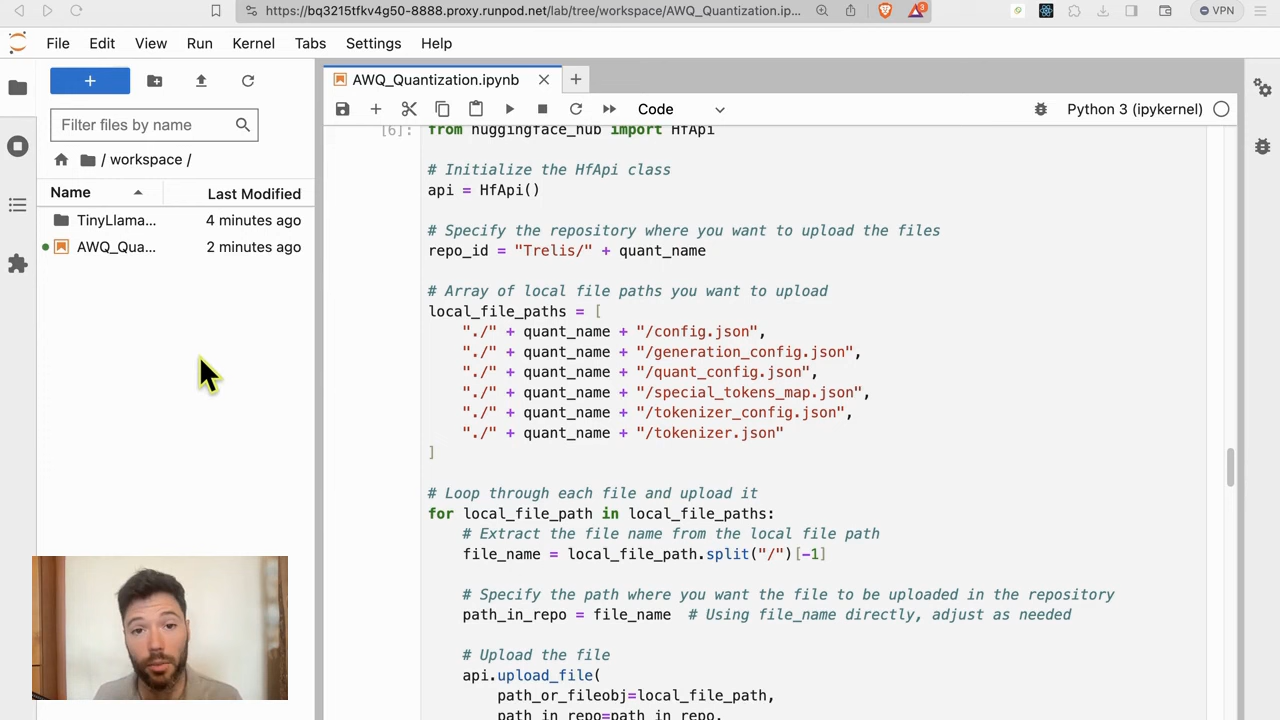 https://bq3215tfkv4g50-8888.proxy.runpod.net/lab/tree/workspace/AWQ_Quantization.ip...
3
VPN
File Edit View Run Kernel Tabs Settings Help
+
AWQ_Quantization.ipynb
Filter files by name
Code
Python 3 (ipykernel)
/ workspace /
Name Last Modified
TinyLlama... 4 minutes ago
AWQ_Qua... 2 minutes ago
[6]: from huggingface_hub import HfApi
# Initialize the HfApi class
api = HfApi()
# Specify the repository where you want to upload the files
repo_id = "Trelis/" + quant_name
# Array of local file paths you want to upload
local_file_paths = [
"./" + quant_name + "/config.json",
"./" + quant_name + "/generation_config.json",
"./" + quant_name + "/quant_config.json",
"./" + quant_name + "/special_tokens_map.json",
"./" + quant_name + "/tokenizer_config.json",
"./" + quant_name + "/tokenizer.json"
]
# Loop through each file and upload it
for local_file_path in local_file_paths:
# Extract the file name from the local file path
file_name = local_file_path.split("/")[-1]
# Specify the path where you want the file to be uploaded in the repository
path_in_repo = file_name # Using file_name directly, adjust as needed
# Upload the file
api.upload_file(
path_or_fileobj=local_file_path,
path_in_repo=path_in_repo,